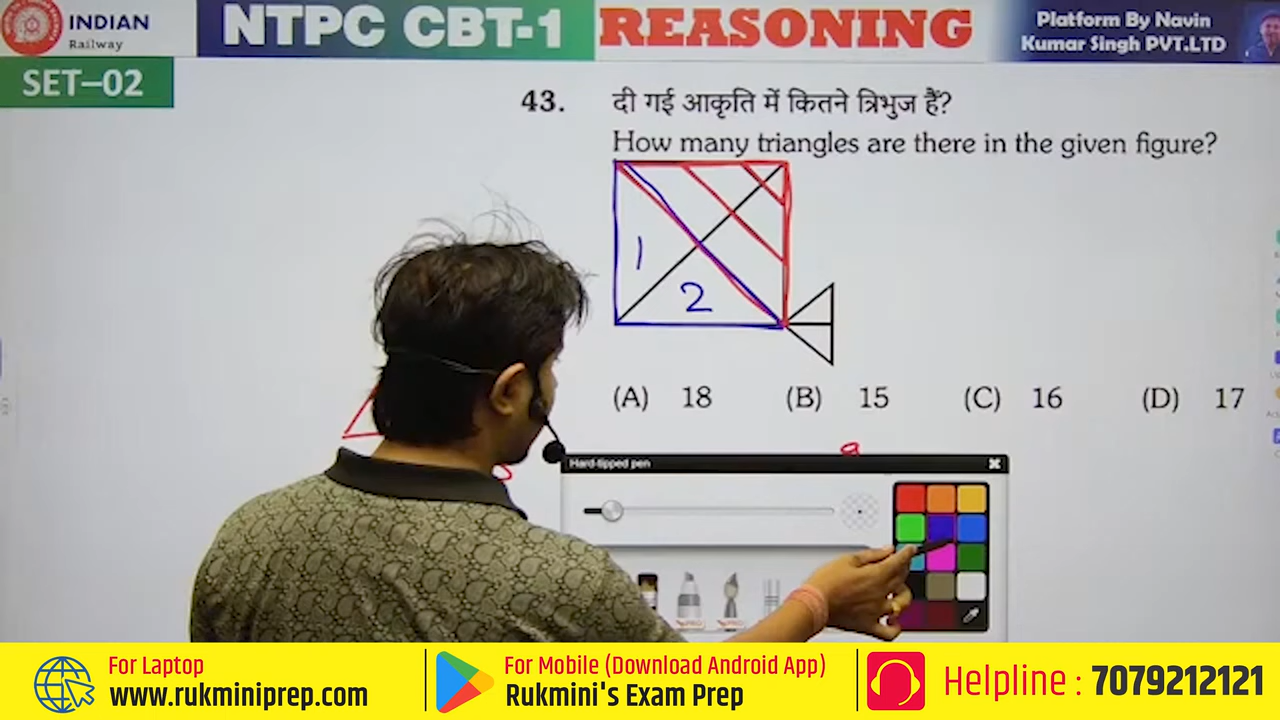 INDIAN
Railway
NTPC CBT-1
REASONING
Platform By Navin
Kumar Singh PVT.LTD
SET–02
43. दी गई आकृति में कितने त्रिभुज हैं?
How many triangles are there in the given figure?
1
2
(A) 18 (B) 15 (C) 16 (D) 17
Hard-tipped pen
PRO
PRO
For Laptop
www.rukminiprep.com
For Mobile (Download Android App)
Rukmini's Exam Prep
Helpline : 7079212121